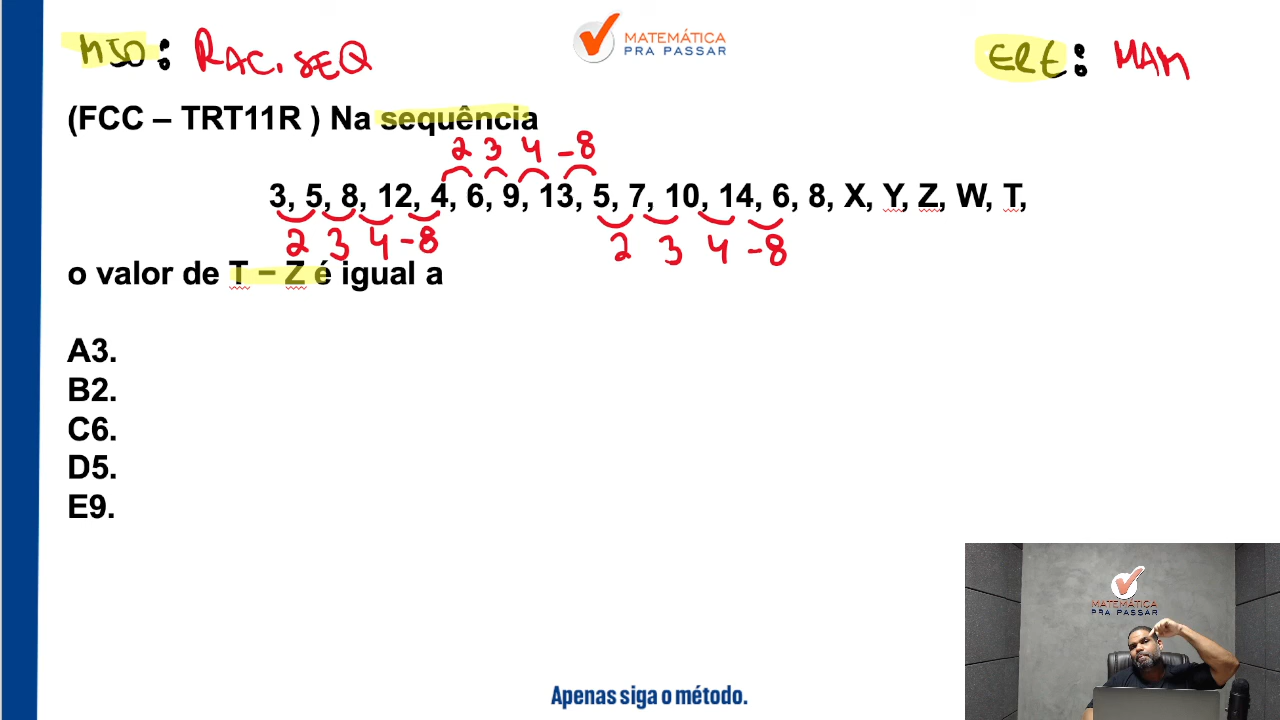 MATEMÁTICA
PRA PASSAR
MJO: RAC. SEQ
ERE: MAM
(FCC – TRT11R ) Na sequência
2 3 4 -8
3, 5, 8, 12, 4, 6, 9, 13, 5, 7, 10, 14, 6, 8, X, Y, Z, W, T,
2 3 4 -8 2 3 4 -8
o valor de T – Z é igual a
A3.
B2.
C6.
D5.
E9.
MATEMÁTICA
PRA PASSAR
Apenas siga o método.